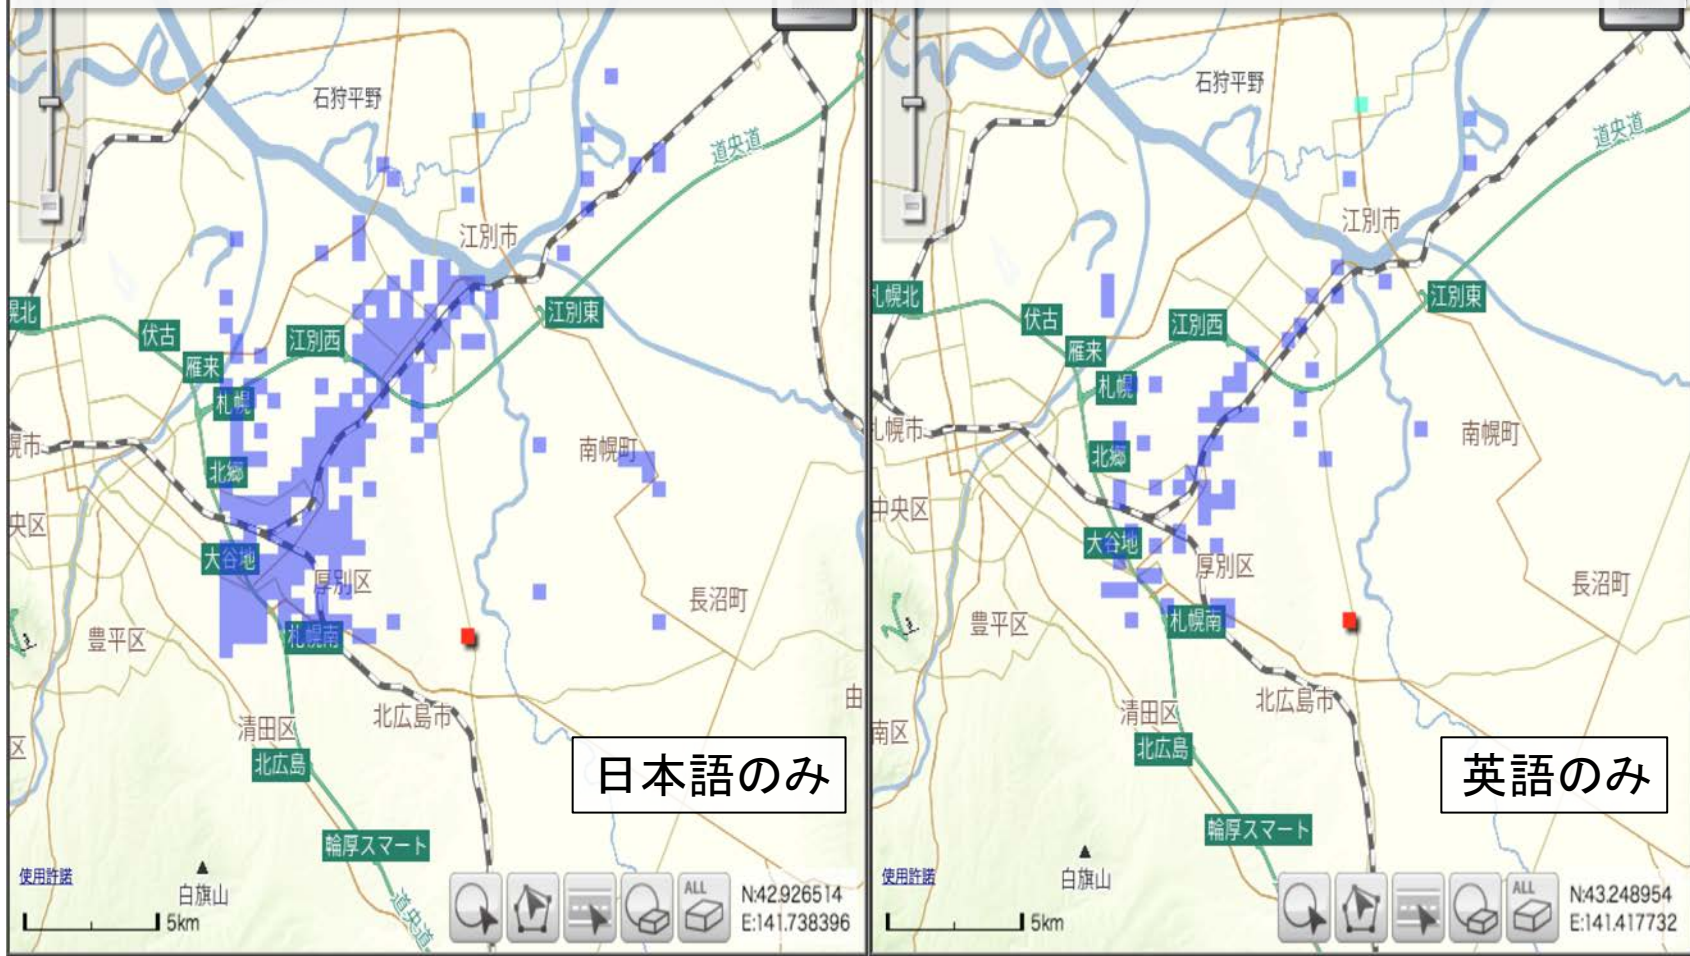 石狩平野
道央道
江別市
幌北
伏古
江別西
江別東
雁来
札幌
幌市
南幌町
北郷
央区
大谷地
厚別区
長沼町
豊平区
札幌南
北広島市
由
清田区
区
北広島
日本語のみ
輪厚スマート
使用許諾
白旗山
道央道
5km
ALL
N:42.926514
E:141.738396
石狩平野
道央道
江別市
札幌北
伏古
江別西
江別東
雁来
札幌
札幌市
南幌町
北郷
中央区
大谷地
厚別区
長沼町
豊平区
札幌南
北広島市
清田区
南区
北広島
英語のみ
輪厚スマート
使用許諾
白旗山
5km
ALL
N:43.248954
E:141.417732